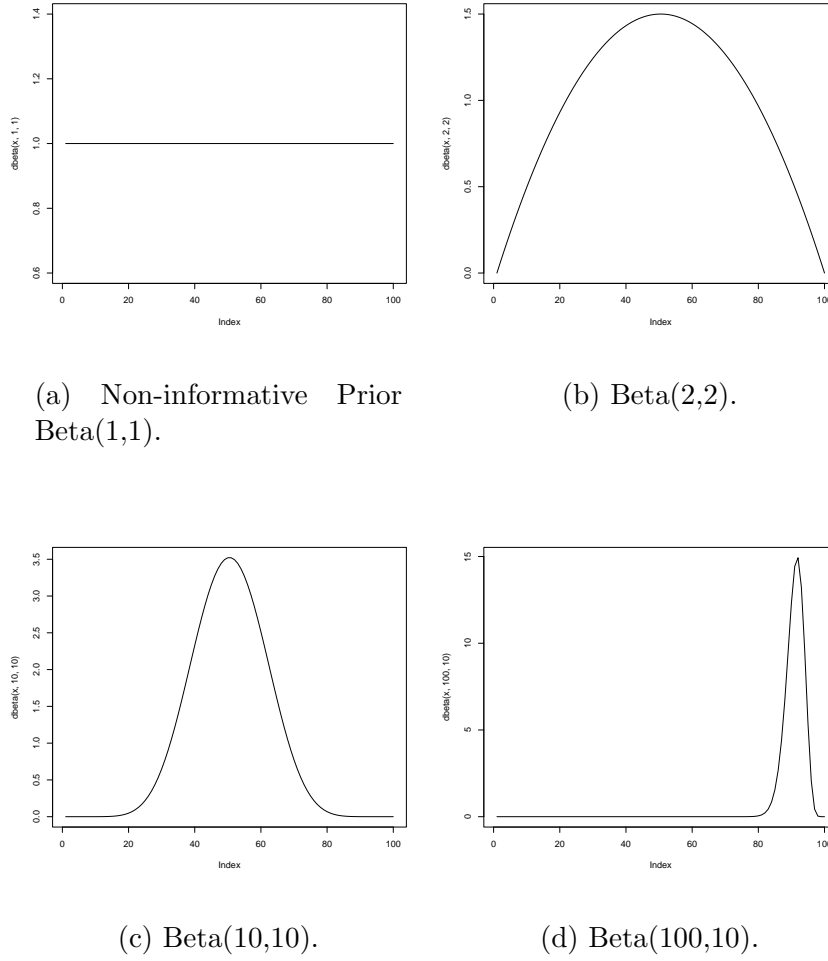 1.4
1.2
1.0
0.8
0.6
dbeta(x, 1, 1)
0 20 40 60 80 100
Index
(a) Non-informative Prior
Beta(1,1).
1.5
1.0
0.5
0.0
dbeta(x, 2, 2)
0 20 40 60 80 100
Index
(b) Beta(2,2).
3.5
3.0
2.5
2.0
1.5
1.0
0.5
0.0
dbeta(x, 10, 10)
0 20 40 60 80 100
Index
(c) Beta(10,10).
15
10
5
0
dbeta(x, 100, 10)
0 20 40 60 80 100
Index
(d) Beta(100,10).